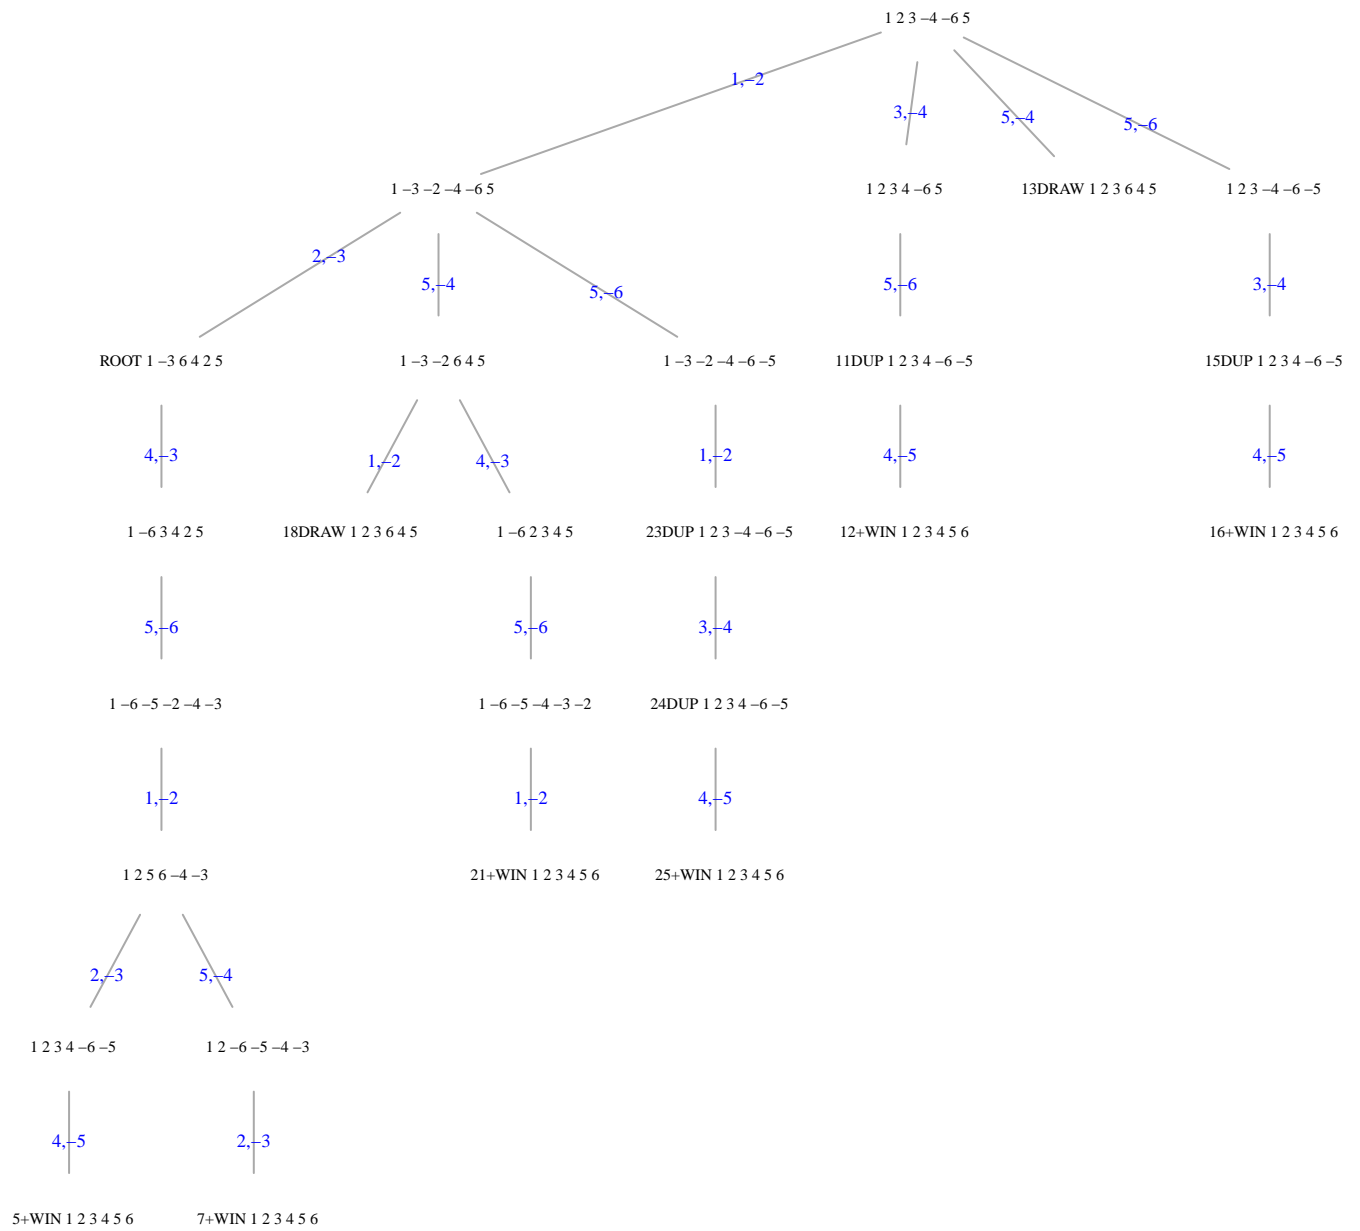 1 2 3 −4 −6 5
1,−2
3,−4
5,−4
5,−6
1 −3 −2 −4 −6 5
1 2 3 4 −6 5
13DRAW 1 2 3 6 4 5
1 2 3 −4 −6 −5
2,−3
5,−4
5,−6
5,−6
3,−4
ROOT 1 −3 6 4 2 5
1 −3 −2 6 4 5
1 −3 −2 −4 −6 −5
11DUP 1 2 3 4 −6 −5
15DUP 1 2 3 4 −6 −5
4,−3
1,−2
4,−3
1,−2
4,−5
4,−5
1 −6 3 4 2 5
18DRAW 1 2 3 6 4 5
1 −6 2 3 4 5
23DUP 1 2 3 −4 −6 −5
12+WIN 1 2 3 4 5 6
16+WIN 1 2 3 4 5 6
5,−6
5,−6
3,−4
1 −6 −5 −2 −4 −3
1 −6 −5 −4 −3 −2
24DUP 1 2 3 4 −6 −5
1,−2
1,−2
4,−5
1 2 5 6 −4 −3
21+WIN 1 2 3 4 5 6
25+WIN 1 2 3 4 5 6
2,−3
5,−4
1 2 3 4 −6 −5
1 2 −6 −5 −4 −3
4,−5
2,−3
5+WIN 1 2 3 4 5 6
7+WIN 1 2 3 4 5 6